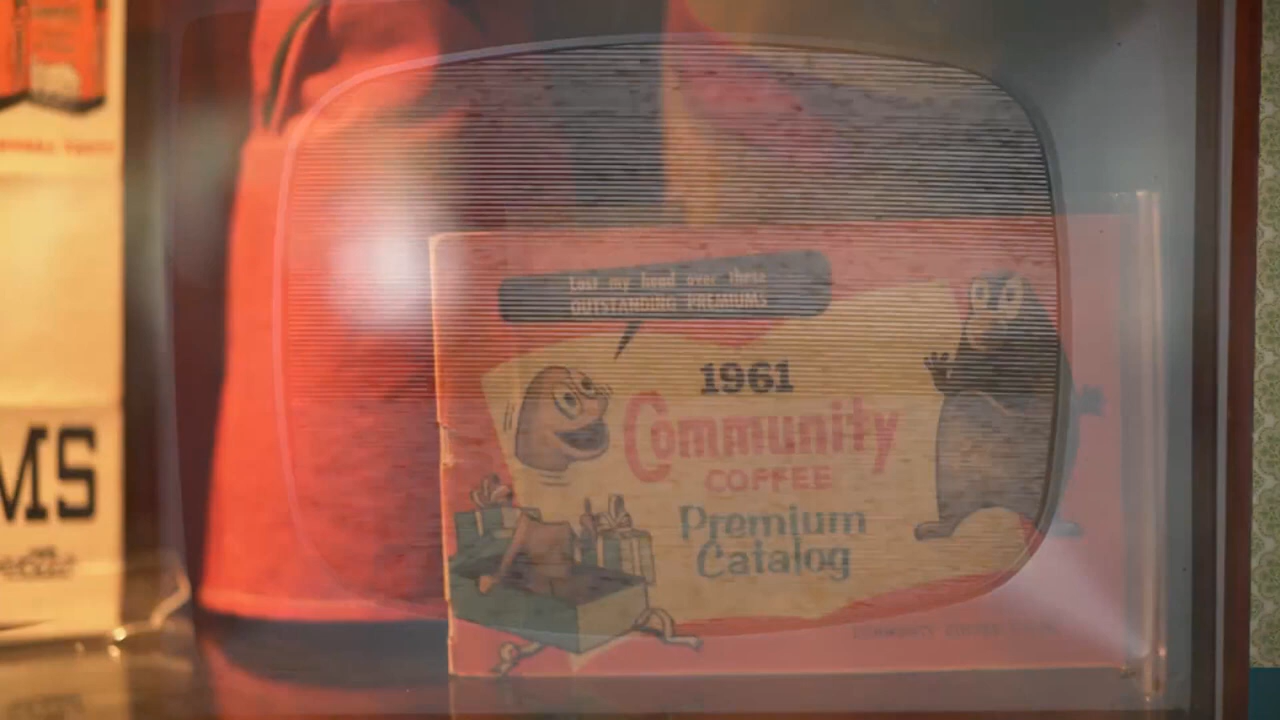 MS
Lost my head over these
OUTSTANDING PREMIUMS
1961
Community
COFFEE
Premium
Catalog